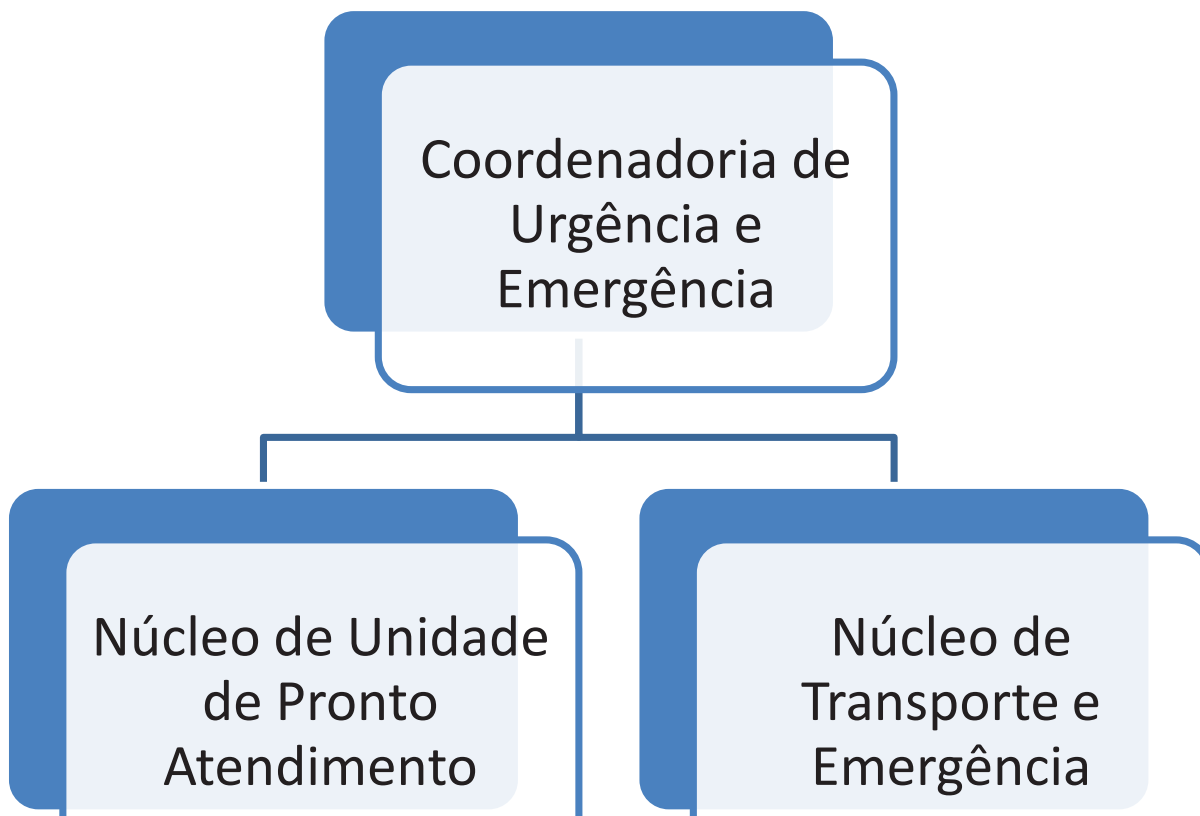 Coordenadoria de
Urgência e
Emergência
Núcleo de Unidade
de Pronto
Atendimento
Núcleo de
Transporte e
Emergência